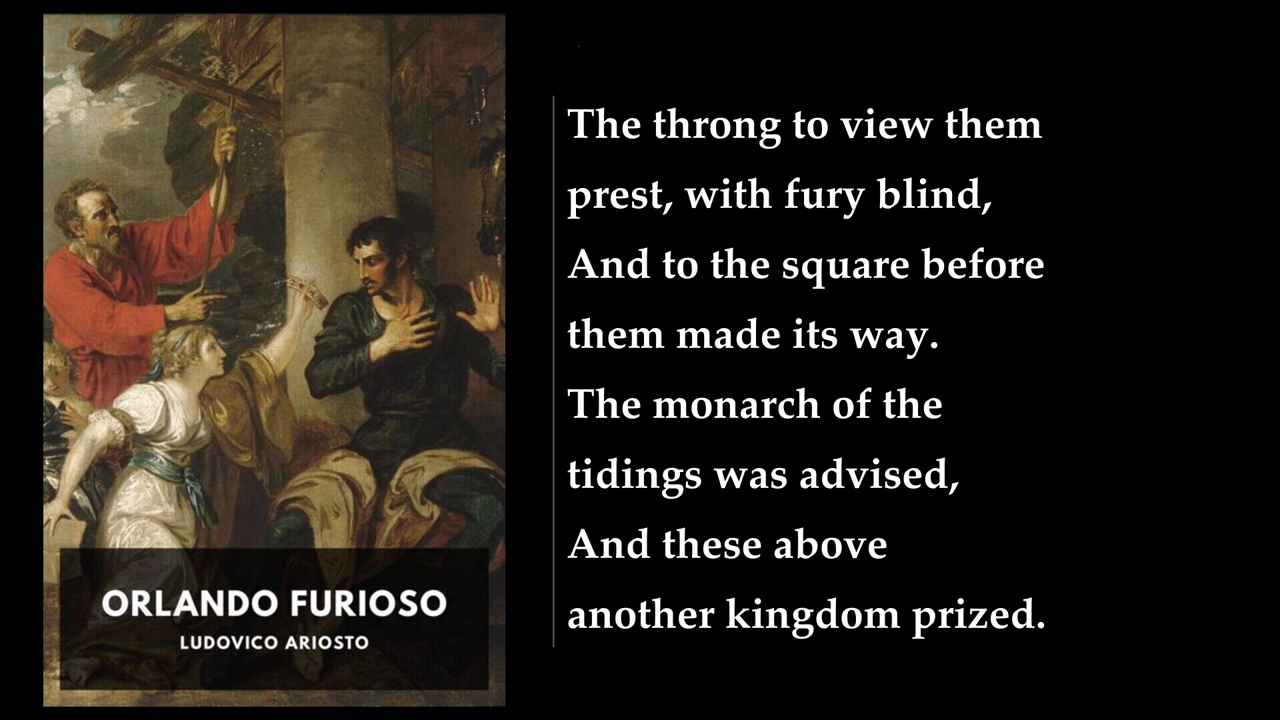 ORLANDO FURIOSO
LUDOVICO ARIOSTO
The throng to view them
prest, with fury blind,
And to the square before
them made its way.
The monarch of the
tidings was advised,
And these above
another kingdom prized.